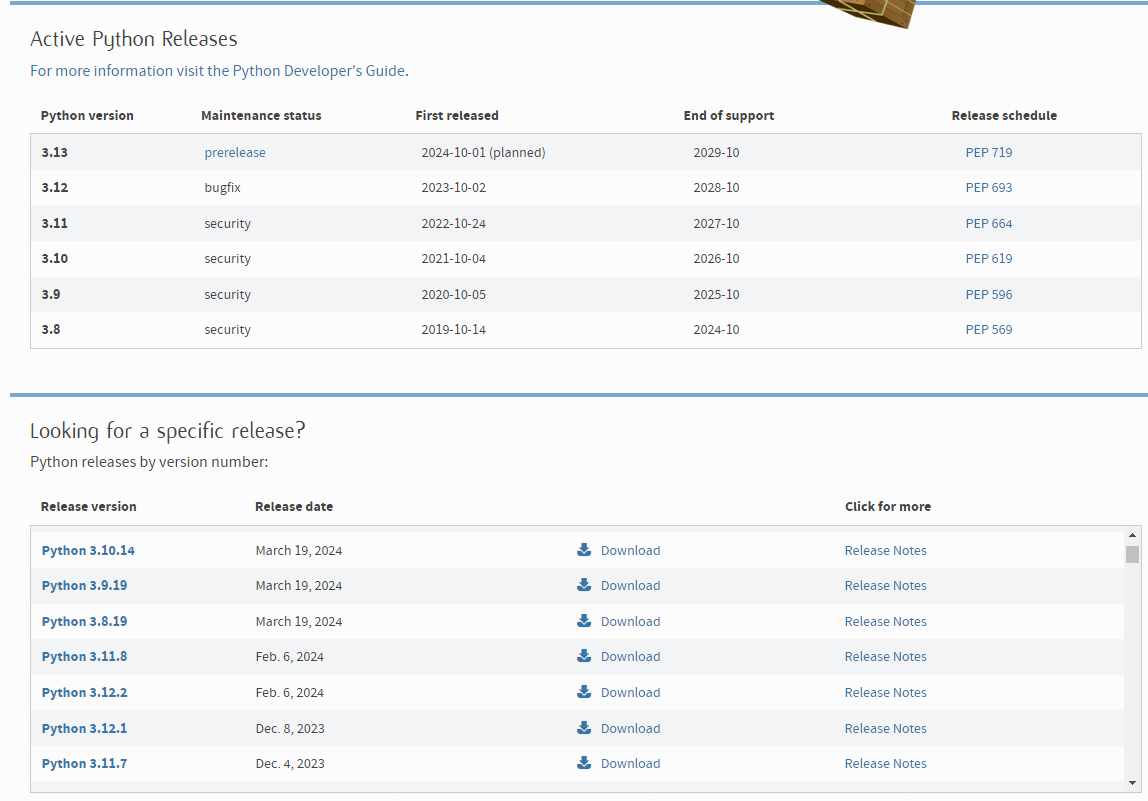 Active Python Releases
For more information visit the Python Developer's Guide.
Python version Maintenance status First released End of support Release schedule
3.13 prerelease 2024-10-01 (planned) 2029-10 PEP 719
3.12 bugfix 2023-10-02 2028-10 PEP 693
3.11 security 2022-10-24 2027-10 PEP 664
3.10 security 2021-10-04 2026-10 PEP 619
3.9 security 2020-10-05 2025-10 PEP 596
3.8 security 2019-10-14 2024-10 PEP 569
Looking for a specific release?
Python releases by version number:
Release version Release date Click for more
Python 3.10.14 March 19, 2024 Download Release Notes
Python 3.9.19 March 19, 2024 Download Release Notes
Python 3.8.19 March 19, 2024 Download Release Notes
Python 3.11.8 Feb. 6, 2024 Download Release Notes
Python 3.12.2 Feb. 6, 2024 Download Release Notes
Python 3.12.1 Dec. 8, 2023 Download Release Notes
Python 3.11.7 Dec. 4, 2023 Download Release Notes